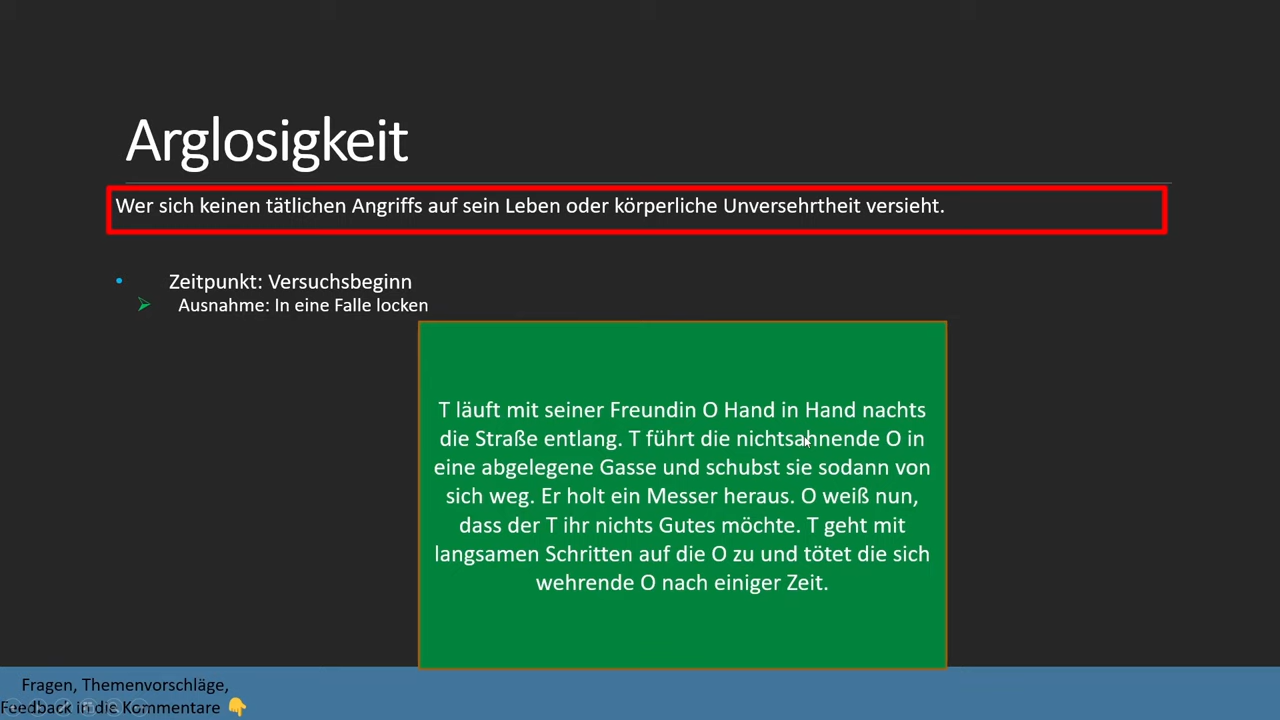 Arglosigkeit
Wer sich keinen tätlichen Angriffs auf sein Leben oder körperliche Unversehrtheit versieht.
Zeitpunkt: Versuchsbeginn
Ausnahme: In eine Falle locken
T läuft mit seiner Freundin O Hand in Hand nachts
die Straße entlang. T führt die nichtsahnende O in
eine abgelegene Gasse und schubst sie sodann von
sich weg. Er holt ein Messer heraus. O weiß nun,
dass der T ihr nichts Gutes möchte. T geht mit
langsamen Schritten auf die O zu und tötet die sich
wehrende O nach einiger Zeit.
Fragen, Themenvorschläge,
Feedback in die Kommentare 👇